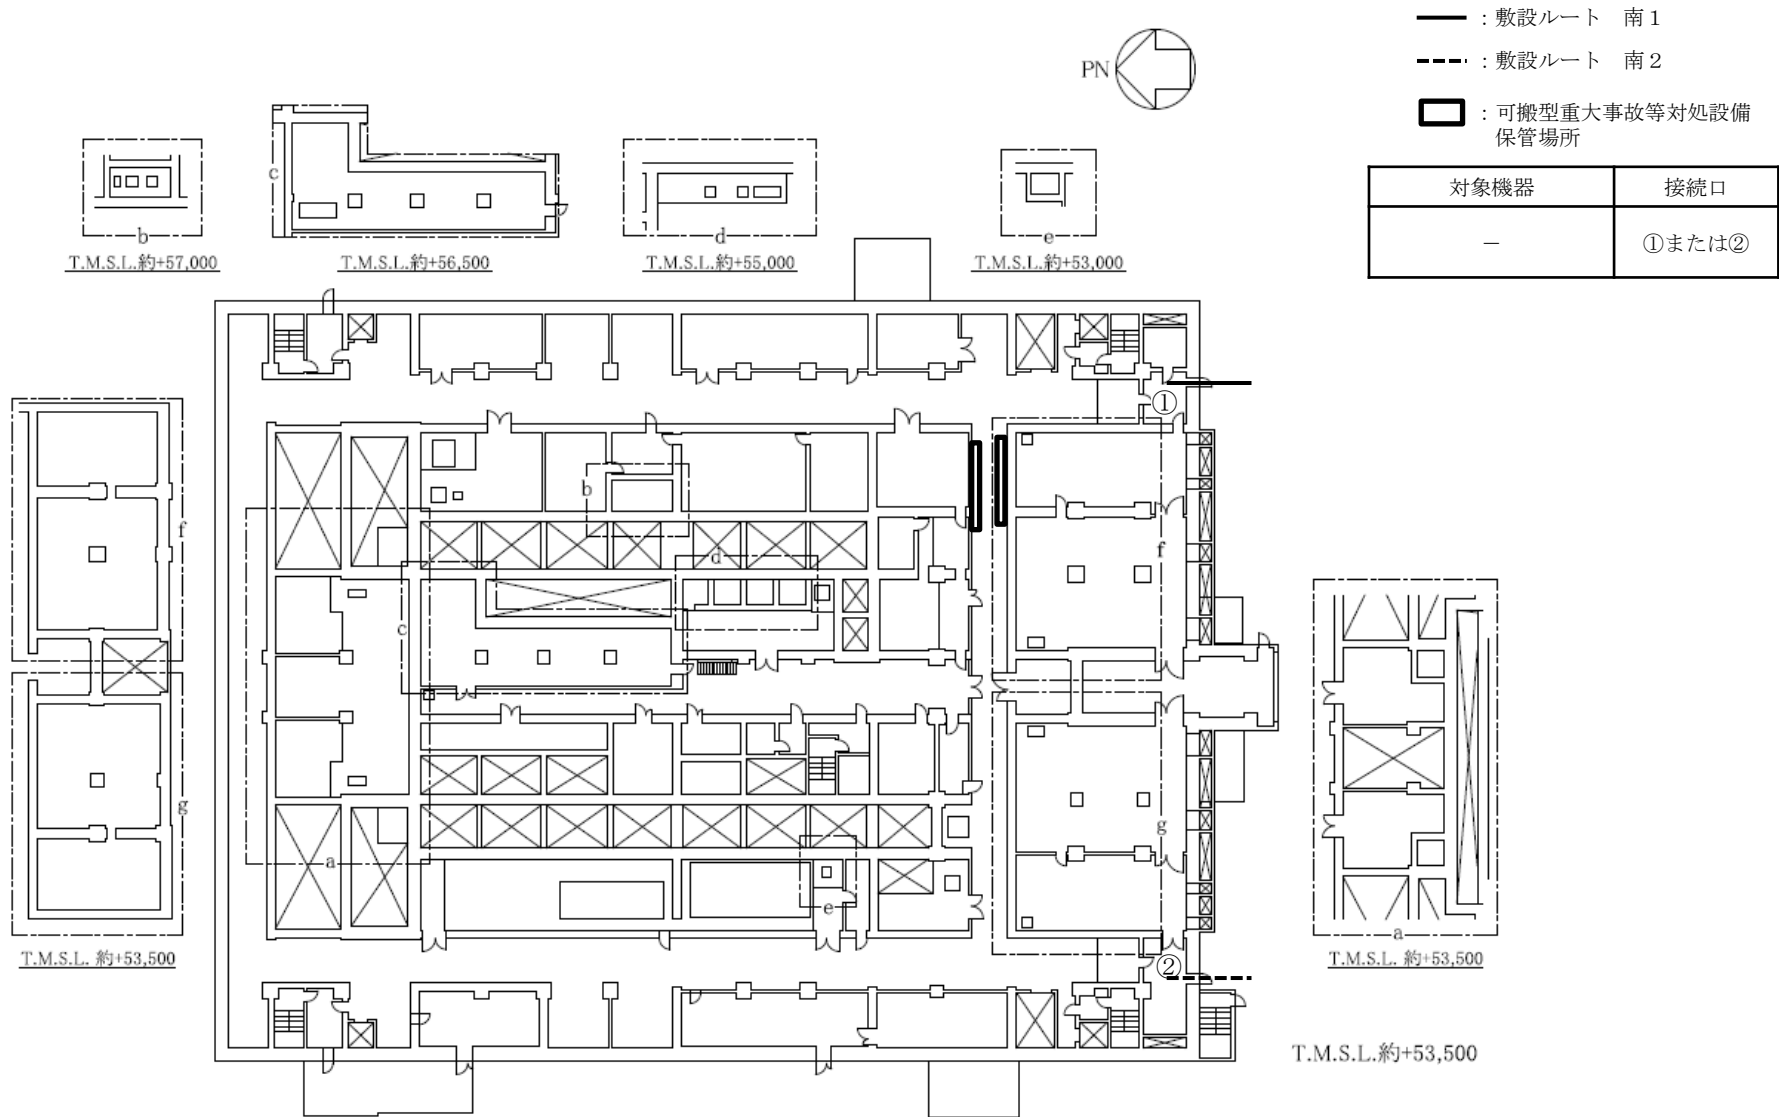 : 敷設ルート 南1
PN
: 敷設ルート 南2
: 可搬型重大事故等対処設備
保管場所
対象機器 接続口
− ①または②
c
b
d
e
T.M.S.L.約+57,000
T.M.S.L.約+56,500
T.M.S.L.約+55,000
T.M.S.L.約+53,000
①
b
f
d
f
c
g
g
a
e
a
T.M.S.L. 約+53,500
T.M.S.L. 約+53,500
②
T.M.S.L.約+53,500